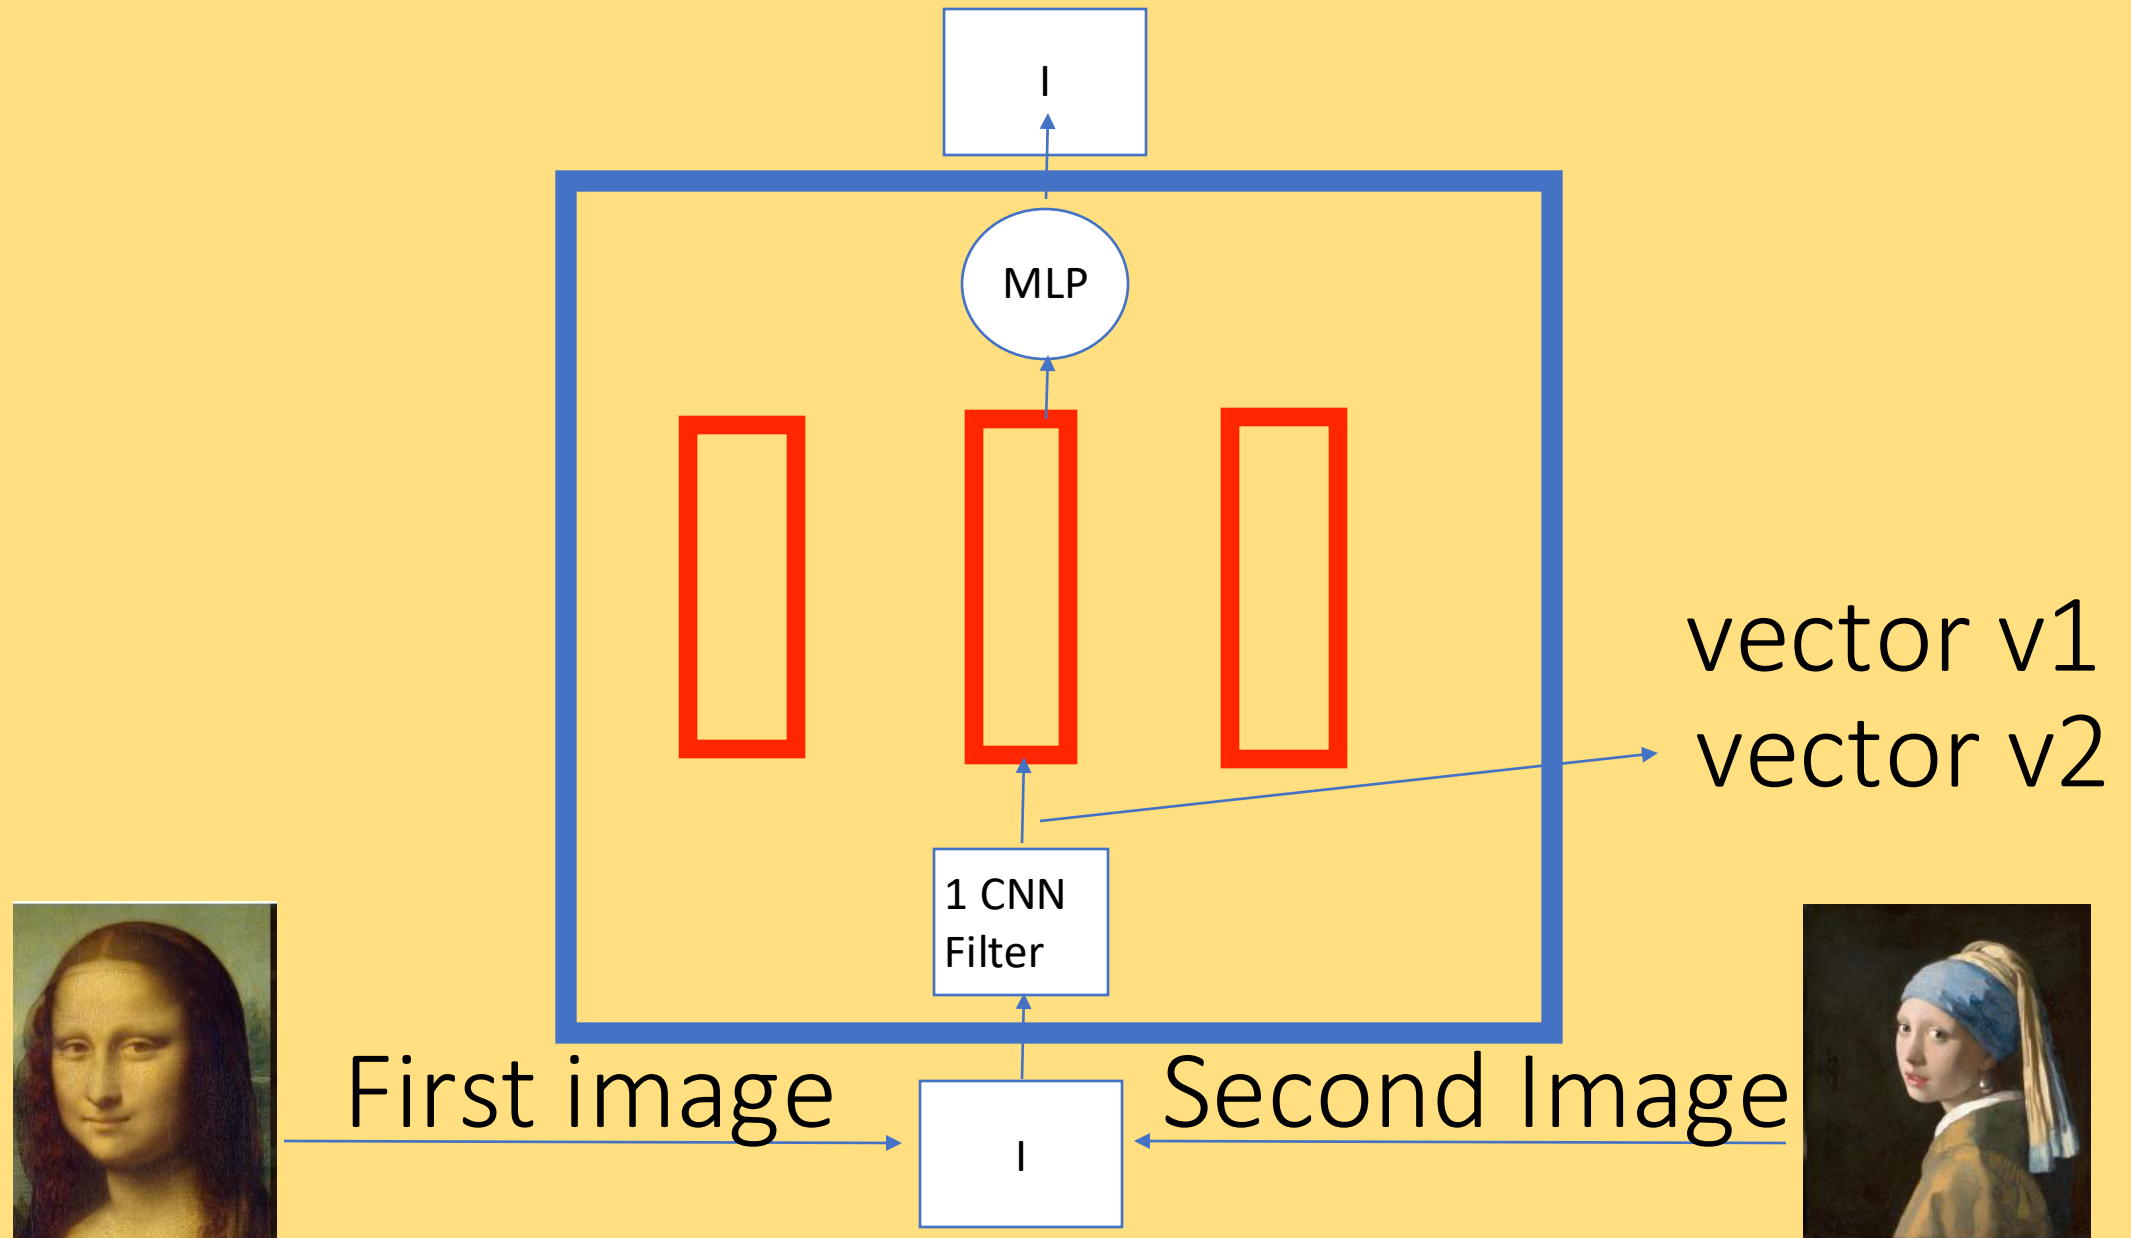 I
MLP
vector v1
vector v2
1 CNN
Filter
First image
Second Image
I